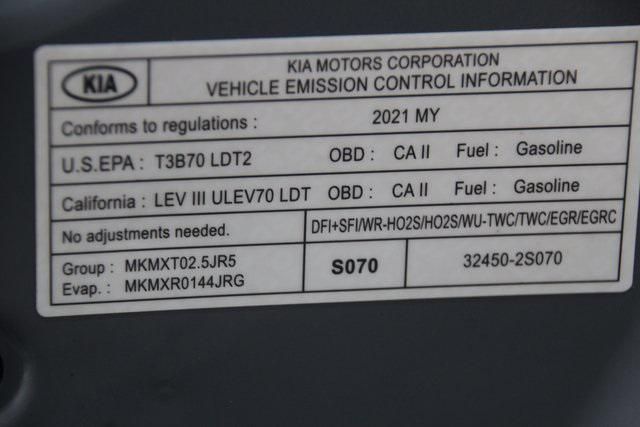 KIA
KIA MOTORS CORPORATION
VEHICLE EMISSION CONTROL INFORMATION
Conforms to regulations : 2021 MY
U.S.EPA : T3B70 LDT2 OBD : CA II Fuel : Gasoline
California : LEV III ULEV70 LDT OBD : CA II Fuel : Gasoline
No adjustments needed. DFI+SFI/WR-HO2S/HO2S/WU-TWC/TWC/EGR/EGRC
Group : MKMXT02.5JR5
Evap. : MKMXR0144JRG
S070 32450-2S070